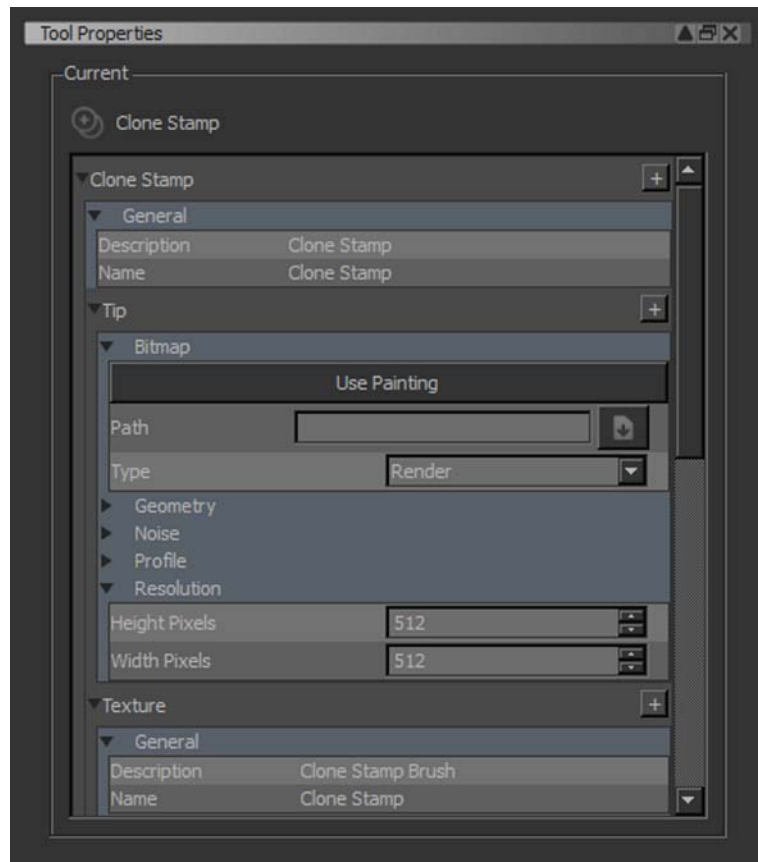 Tool Properties
Current
Clone Stamp
Clone Stamp
General
Description Clone Stamp
Name Clone Stamp
Tip
Bitmap
Use Painting
Path
Type Render
Geometry
Noise
Profile
Resolution
Height Pixels 512
Width Pixels 512
Texture
General
Description Clone Stamp Brush
Name Clone Stamp